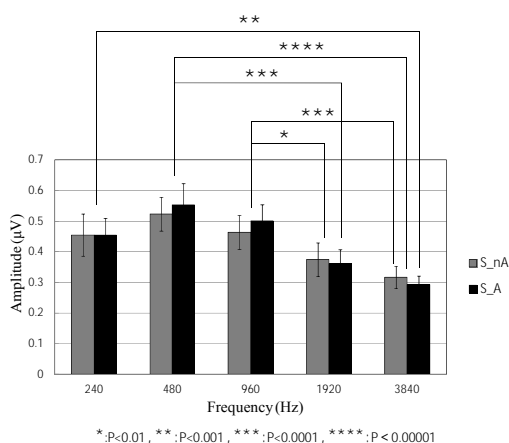 **
****
***
***
*
0.7
0.6
0.5
0.4
0.3
0.2
0.1
0
Amplitude (μV)
S_nA
S_A
240 480 960 1920 3840
Frequency (Hz)
*:P<0.01 , **:P<0.001 , ***:P<0.0001 , ****:P<0.00001